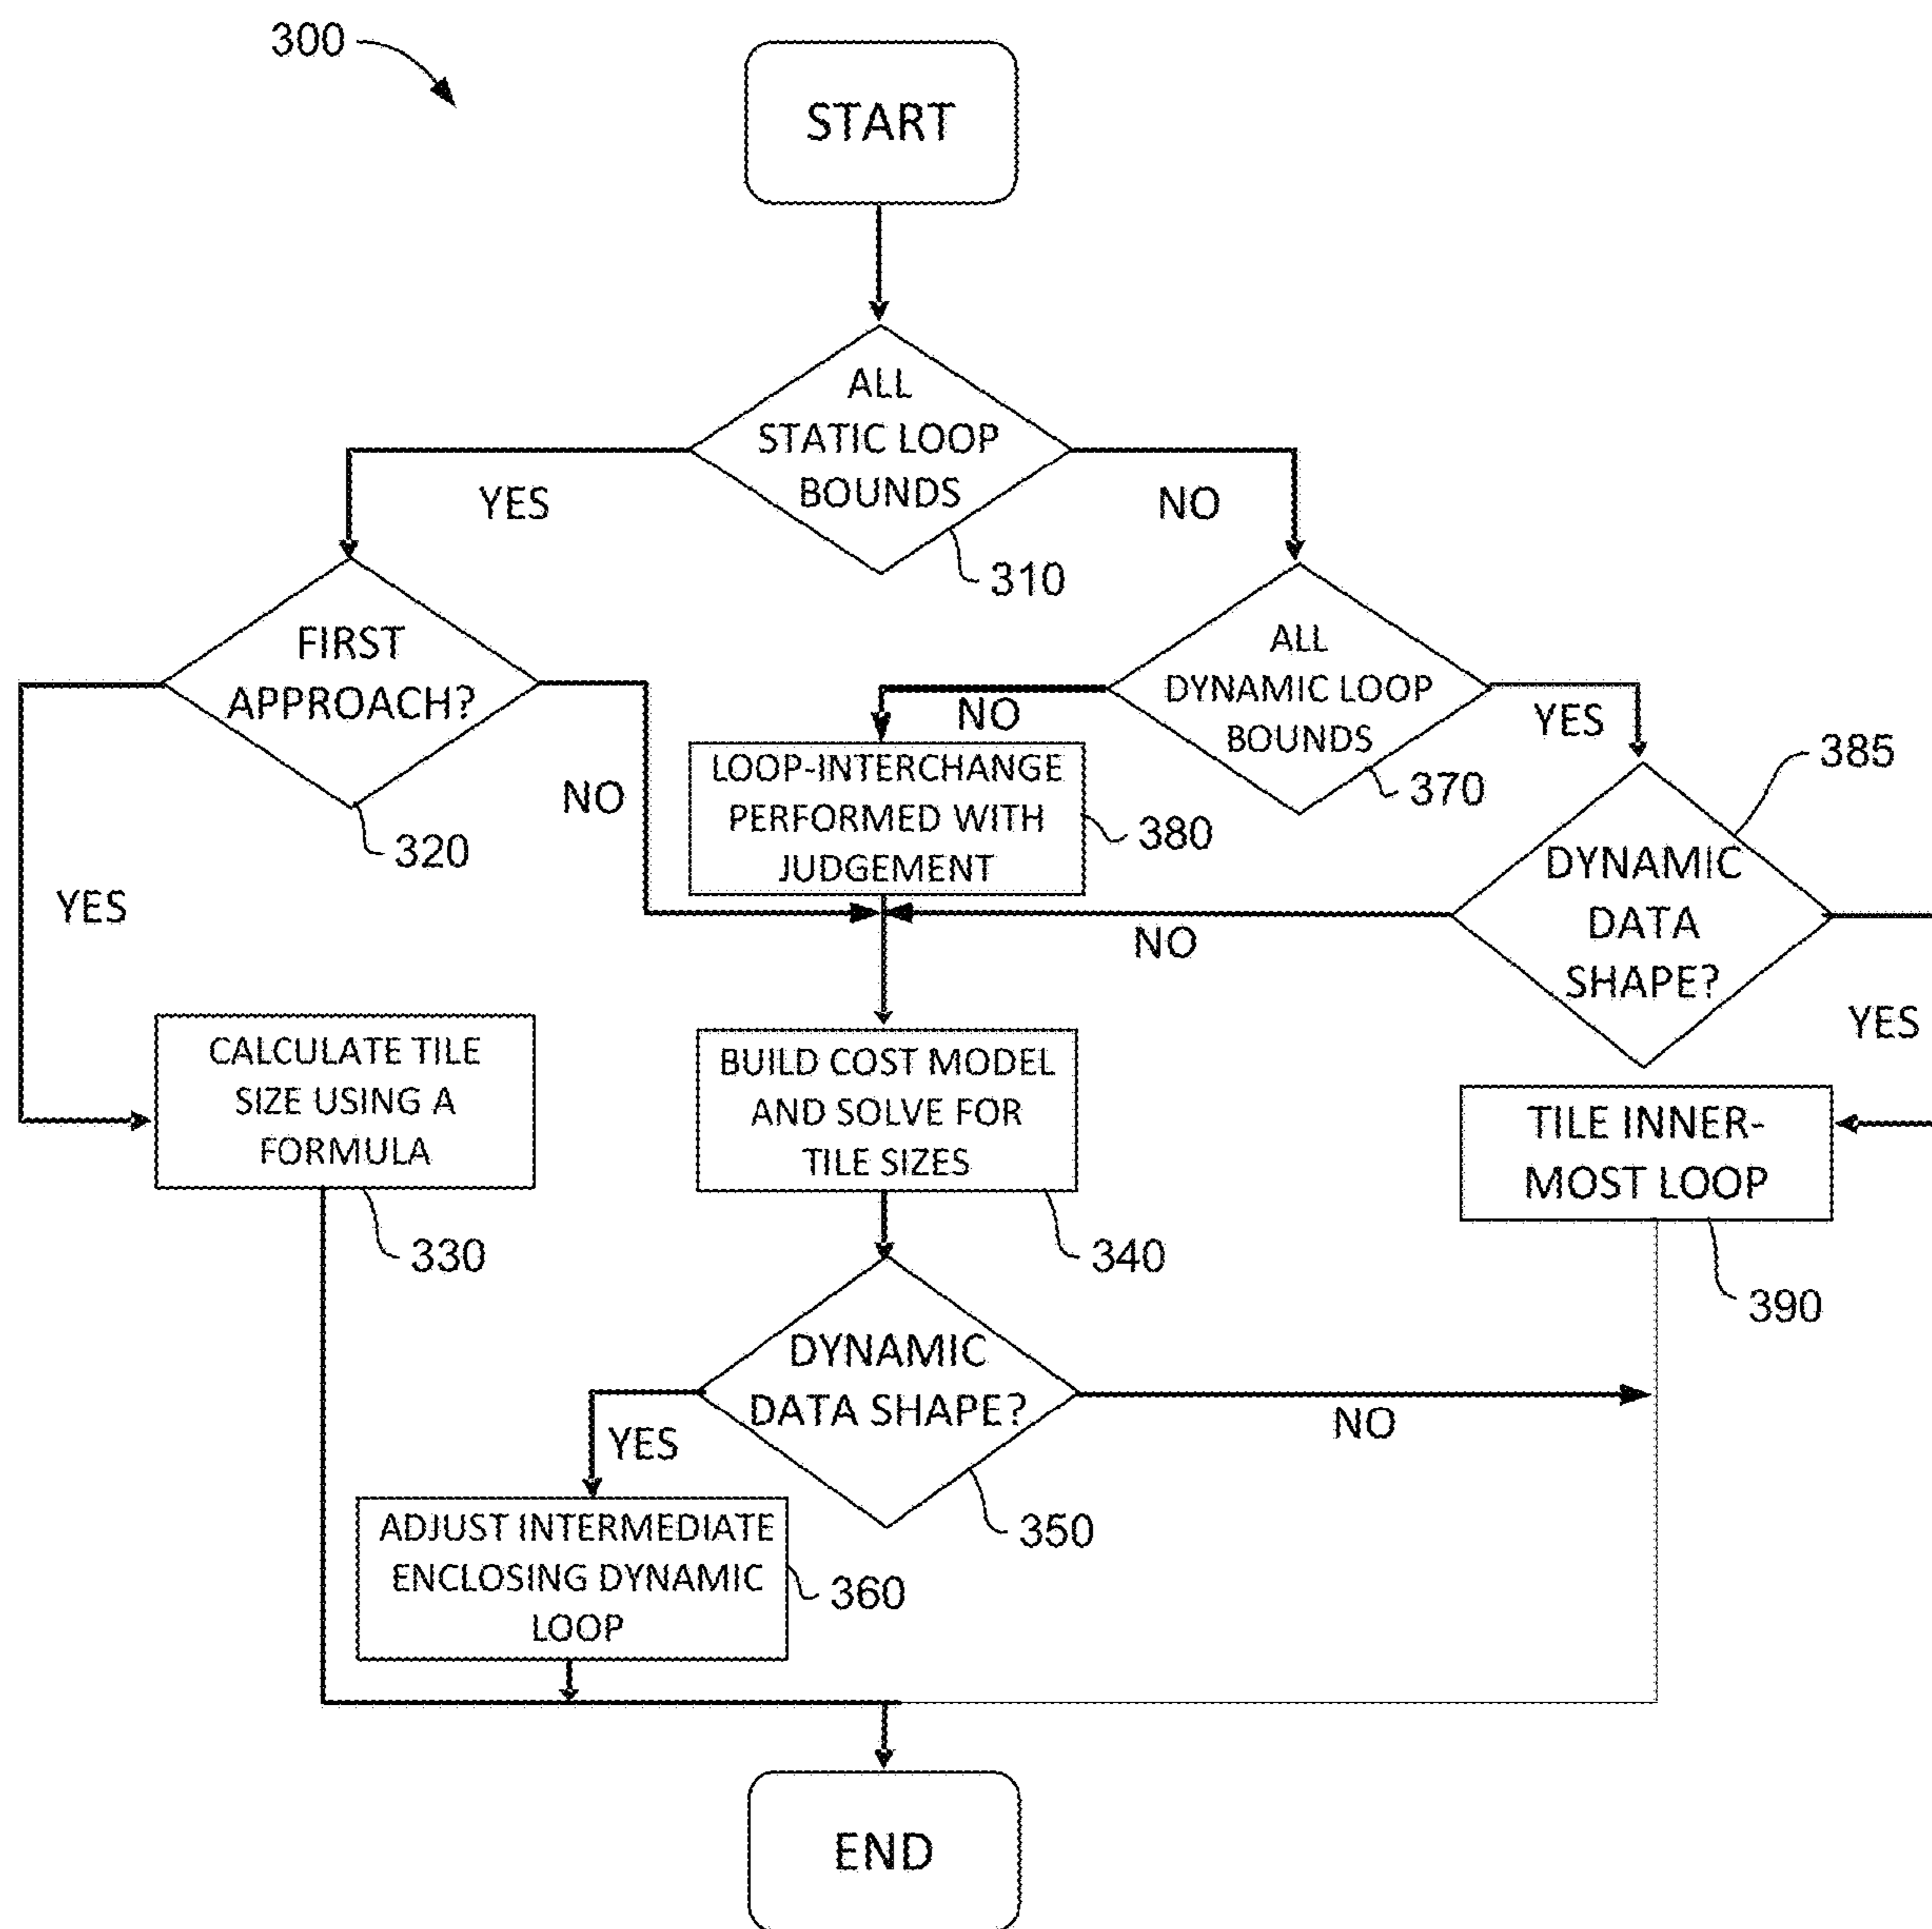 300
START
ALL
STATIC LOOP
BOUNDS
YES
NO
310
FIRST
APPROACH?
320
YES
NO
ALL
DYNAMIC LOOP
BOUNDS
370
NO
YES
LOOP-INTERCHANGE
PERFORMED WITH
JUDGEMENT
380
385
DYNAMIC
DATA
SHAPE?
NO
YES
CALCULATE TILE
SIZE USING A
FORMULA
330
BUILD COST MODEL
AND SOLVE FOR
TILE SIZES
340
TILE INNER-
MOST LOOP
390
DYNAMIC
DATA SHAPE?
350
YES
NO
ADJUST INTERMEDIATE
ENCLOSING DYNAMIC
LOOP
360
END